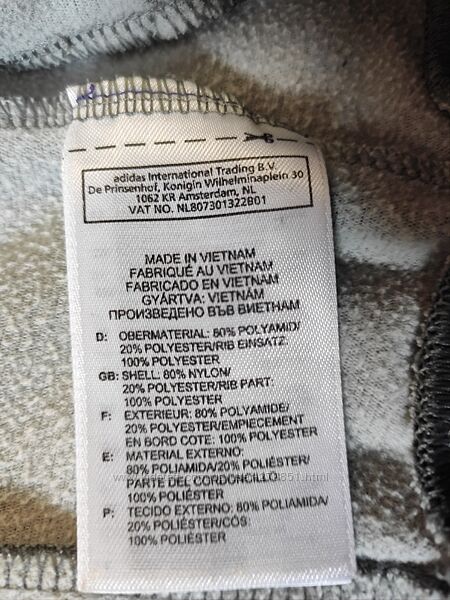 adidas International Trading B.V.
De Prinsenhof, Konigin Wilhelminaplein 30
1062 KR Amsterdam, NL
VAT NO. NL807301322B01
MADE IN VIETNAM
FABRIQUÉ AU VIETNAM
FABRICADO EN VIETNAM
GYÁRTVA: VIETNÁM
ПРОИЗВЕДЕНО ВЪВ ВИЕТНАМ
D: OBERMATERIAL: 80% POLYAMID/
20% POLYESTER/RIB EINSATZ:
100% POLYESTER
GB: SHELL: 80% NYLON/
20% POLYESTER/RIB PART:
100% POLYESTER
F: EXTERIEUR: 80% POLYAMIDE/
20% POLYESTER/EMPIECEMENT
EN BORD COTE: 100% POLYESTER
E: MATERIAL EXTERNO:
80% POLIAMIDA/20% POLIÉSTER/
PARTE DEL CORDONCILLO:
100% POLIÉSTER
P: TECIDO EXTERNO: 80% POLIAMIDA/
20% POLIÉSTER/CÓS:
100% POLIÉSTER